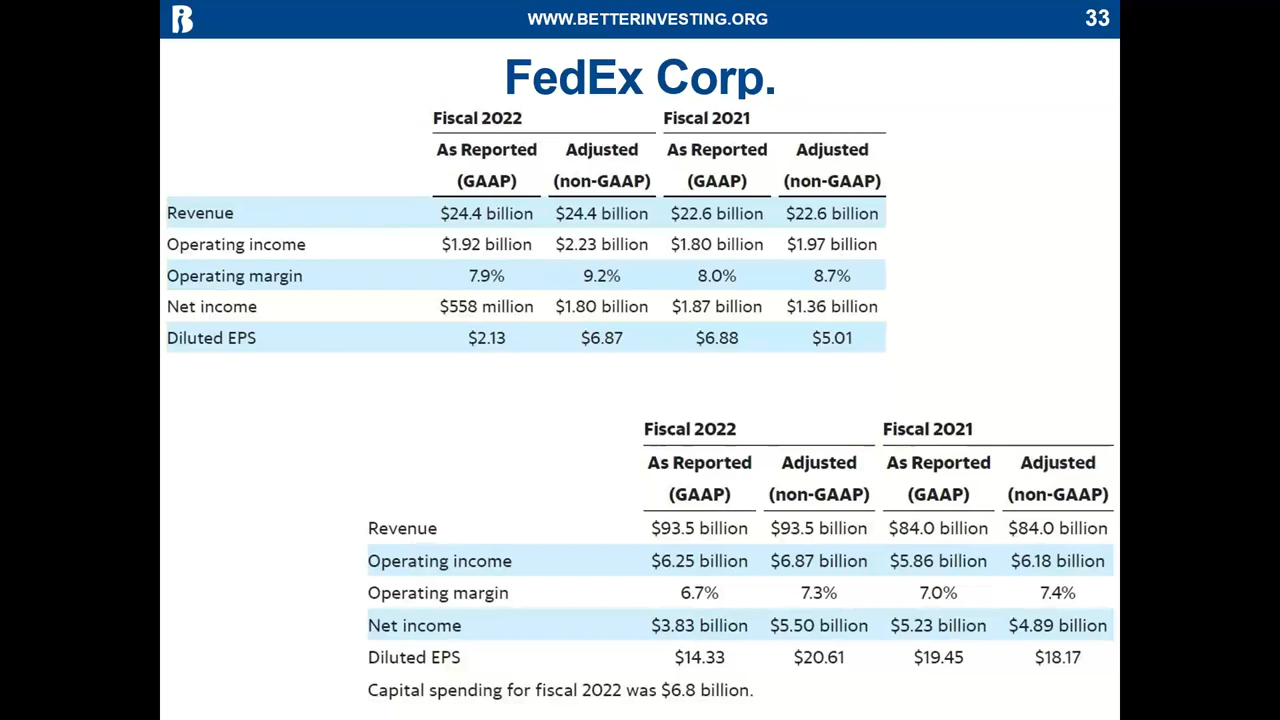 WWW.BETTERINVESTING.ORG 33
FedEx Corp.
Fiscal 2022 Fiscal 2021
As Reported Adjusted As Reported Adjusted
(GAAP) (non-GAAP) (GAAP) (non-GAAP)
Revenue $24.4 billion $24.4 billion $22.6 billion $22.6 billion
Operating income $1.92 billion $2.23 billion $1.80 billion $1.97 billion
Operating margin 7.9% 9.2% 8.0% 8.7%
Net income $558 million $1.80 billion $1.87 billion $1.36 billion
Diluted EPS $2.13 $6.87 $6.88 $5.01
Fiscal 2022 Fiscal 2021
As Reported Adjusted As Reported Adjusted
(GAAP) (non-GAAP) (GAAP) (non-GAAP)
Revenue $93.5 billion $93.5 billion $84.0 billion $84.0 billion
Operating income $6.25 billion $6.87 billion $5.86 billion $6.18 billion
Operating margin 6.7% 7.3% 7.0% 7.4%
Net income $3.83 billion $5.50 billion $5.23 billion $4.89 billion
Diluted EPS $14.33 $20.61 $19.45 $18.17
Capital spending for fiscal 2022 was $6.8 billion.